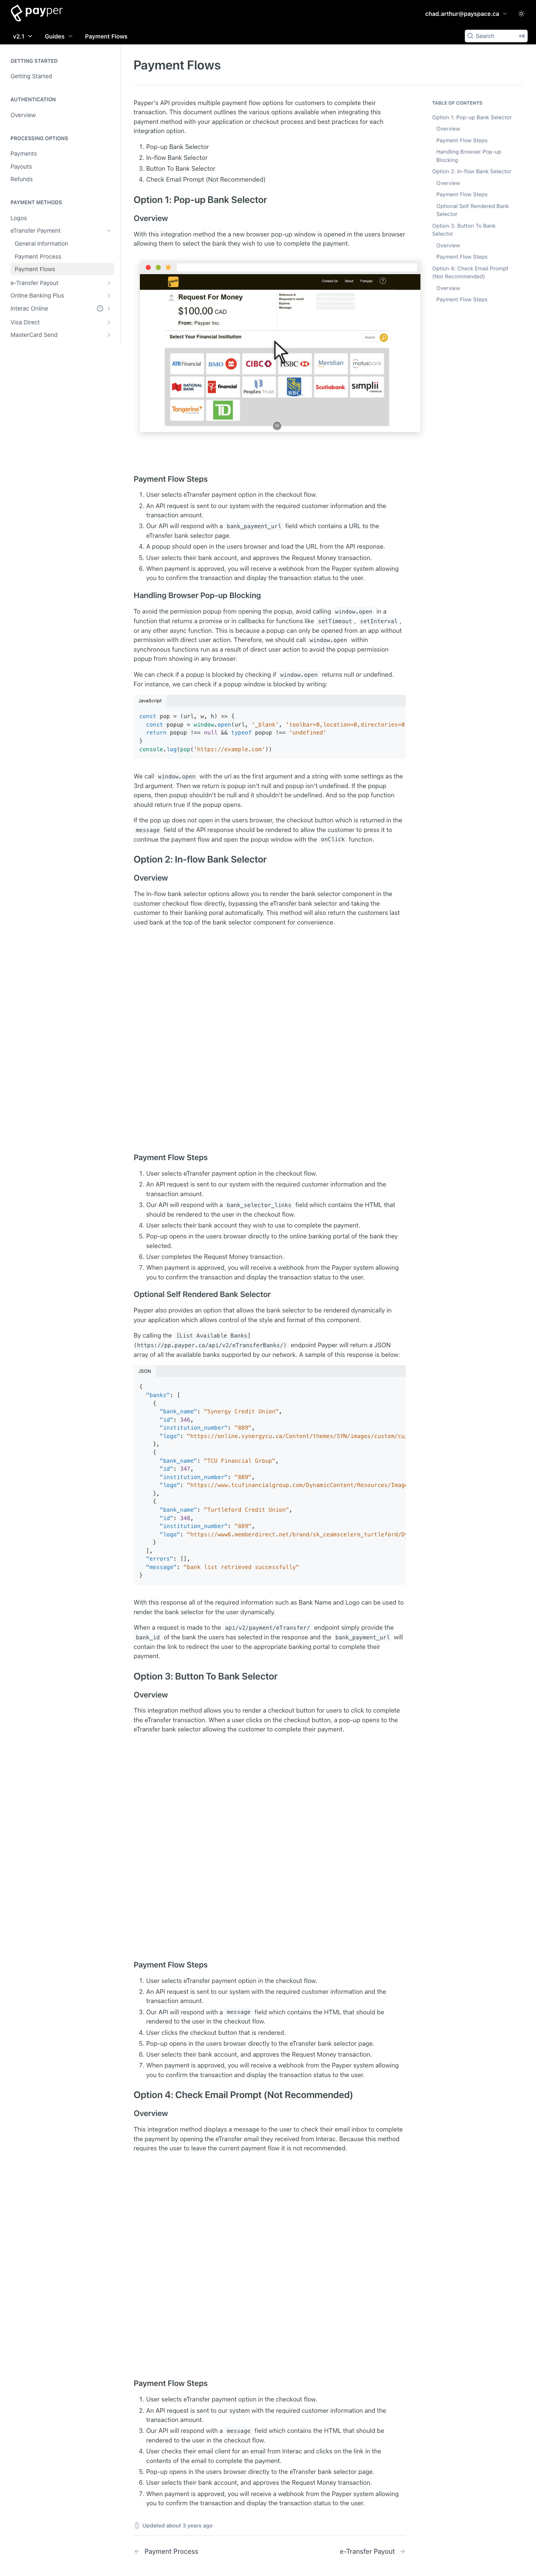 payper
chad.arthur@payspace.ca
v2.1
Guides
Payment Flows
Search
⌘K
GETTING STARTED
Getting Started
AUTHENTICATION
Overview
PROCESSING OPTIONS
Payments
Payouts
Refunds
PAYMENT METHODS
Logos
eTransfer Payment
General Information
Payment Process
Payment Flows
e-Transfer Payout
Online Banking Plus
Interac Online
Visa Direct
MasterCard Send
Payment Flows
Payper's API provides multiple payment flow options for customers to complete their
transaction. This document outlines the various options available when integrating this
payment method with your application or checkout process and best practices for each
integration option.
1. Pop-up Bank Selector
2. In-flow Bank Selector
3. Button To Bank Selector
4. Check Email Prompt (Not Recommended)
Option 1: Pop-up Bank Selector
Overview
With this integration method the a new browser pop-up window is opened in the users browser
allowing them to select the bank they wish to use to complete the payment.
Contact Us
About
Français
Request For Money
$100.00 CAD
From: Payper Inc.
Select Your Financial Institution
Search
ATB Financial
BMO
CIBC
HSBC
Meridian
motusbank
NATIONAL BANK
Peoples Trust
RBC
Scotiabank
simplii
Tangerine
TD
Payment Flow Steps
1. User selects eTransfer payment option in the checkout flow.
2. An API request is sent to our system with the required customer information and the
transaction amount.
3. Our API will respond with a bank_payment_url field which contains a URL to the
eTransfer bank selector page.
4. A popup should open in the users browser and load the URL from the API response.
5. User selects their bank account, and approves the Request Money transaction.
6. When payment is approved, you will receive a webhook from the Payper system allowing
you to confirm the transaction and display the transaction status to the user.
Handling Browser Pop-up Blocking
To avoid the permission popup from opening the popup, avoid calling window.open in a
function that returns a promise or in callbacks for functions like setTimeout, setInterval,
or any other async function. This is because a popup can only be opened from an app without
permission with direct user action. Therefore, we should call window.open within
synchronous functions run as a result of direct user action to avoid the popup permission
popup from showing in any browser.
We can check if a popup is blocked by checking if window.open returns null or undefined.
For instance, we can check if a popup window is blocked by writing:
JavaScript
const pop = (url, w, h) => {
const popup = window.open(url, '_blank', 'toolbar=0,location=0,directories=0
return popup !== null && typeof popup !== 'undefined'
}
console.log(pop('https://example.com'))
We call window.open with the url as the first argument and a string with some settings as the
3rd argument. Then we return is popup isn't null and popup isn't undefined. If the popup
opens, then popup shouldn't be null and it shouldn't be undefined. And so the pop function
should return true if the popup opens.
If the pop up does not open in the users browser, the checkout button which is returned in the
message field of the API response should be rendered to allow the customer to press it to
continue the payment flow and open the popup window with the onClick function.
Option 2: In-flow Bank Selector
Overview
The In-flow bank selector options allows you to render the bank selector component in the
customer checkout flow directly, bypassing the eTransfer bank selector and taking the
customer to their banking poral automatically. This method will also return the customers last
used bank at the top of the bank selector component for convenience.
Payment Flow Steps
1. User selects eTransfer payment option in the checkout flow.
2. An API request is sent to our system with the required customer information and the
transaction amount.
3. Our API will respond with a bank_selector_links field which contains the HTML that
should be rendered to the user in the checkout flow.
4. User selects their bank account they wish to use to complete the payment.
5. Pop-up opens in the users browser directly to the online banking portal of the bank they
selected.
6. User completes the Request Money transaction.
7. When payment is approved, you will receive a webhook from the Payper system allowing
you to confirm the transaction and display the transaction status to the user.
Optional Self Rendered Bank Selector
Payper also provides an option that allows the bank selector to be rendered dynamically in
your application which allows control of the style and format of this component.
By calling the [List Available Banks]
(https://pp.payper.ca/api/v2/eTransferBanks/) endpoint Payper will return a JSON
array of all the available banks supported by our network. A sample of this response is below:
JSON
{
"banks": [
{
"bank_name": "Synergy Credit Union",
"id": 346,
"institution_number": "889",
"logo": "https://online.synergycu.ca/Content/themes/SYN/images/custom/cu
},
{
"bank_name": "TCU Financial Group",
"id": 347,
"institution_number": "889",
"logo": "https://www.tcufinancialgroup.com/DynamicContent/Resources/Imag
},
{
"bank_name": "Turtleford Credit Union",
"id": 348,
"institution_number": "889",
"logo": "https://www6.memberdirect.net/brand/sk_ceamscelero_turtleford/D
}
],
"errors": [],
"message": "bank list retrieved successfully"
}
With this response all of the required information such as Bank Name and Logo can be used to
render the bank selector for the user dynamically.
When a request is made to the api/v2/payment/eTransfer/ endpoint simply provide the
bank_id of the bank the users has selected in the response and the bank_payment_url will
contain the link to redirect the user to the appropriate banking portal to complete their
payment.
Option 3: Button To Bank Selector
Overview
This integration method allows you to render a checkout button for users to click to complete
the eTransfer transaction. When a user clicks on the checkout button, a pop-up opens to the
eTransfer bank selector allowing the customer to complete their payment.
Payment Flow Steps
1. User selects eTransfer payment option in the checkout flow.
2. An API request is sent to our system with the required customer information and the
transaction amount.
3. Our API will respond with a message field which contains the HTML that should be
rendered to the user in the checkout flow.
4. User clicks the checkout button that is rendered.
5. Pop-up opens in the users browser directly to the eTransfer bank selector page.
6. User selects their bank account, and approves the Request Money transaction.
7. When payment is approved, you will receive a webhook from the Payper system allowing
you to confirm the transaction and display the transaction status to the user.
Option 4: Check Email Prompt (Not Recommended)
Overview
This integration method displays a message to the user to check their email inbox to complete
the payment by opening the eTransfer email they received from Interac. Because this method
requires the user to leave the current payment flow it is not recommended.
Payment Flow Steps
1. User selects eTransfer payment option in the checkout flow.
2. An API request is sent to our system with the required customer information and the
transaction amount.
3. Our API will respond with a message field which contains the HTML that should be
rendered to the user in the checkout flow.
4. User checks their email client for an email from Interac and clicks on the link in the
contents of the email to complete the payment.
5. Pop-up opens in the users browser directly to the eTransfer bank selector page.
6. User selects their bank account, and approves the Request Money transaction.
7. When payment is approved, you will receive a webhook from the Payper system allowing
you to confirm the transaction and display the transaction status to the user.
Updated about 3 years ago
← Payment Process
e-Transfer Payout →
TABLE OF CONTENTS
Option 1: Pop-up Bank Selector
Overview
Payment Flow Steps
Handling Browser Pop-up
Blocking
Option 2: In-flow Bank Selector
Overview
Payment Flow Steps
Optional Self Rendered Bank
Selector
Option 3: Button To Bank
Selector
Overview
Payment Flow Steps
Option 4: Check Email Prompt
(Not Recommended)
Overview
Payment Flow Steps